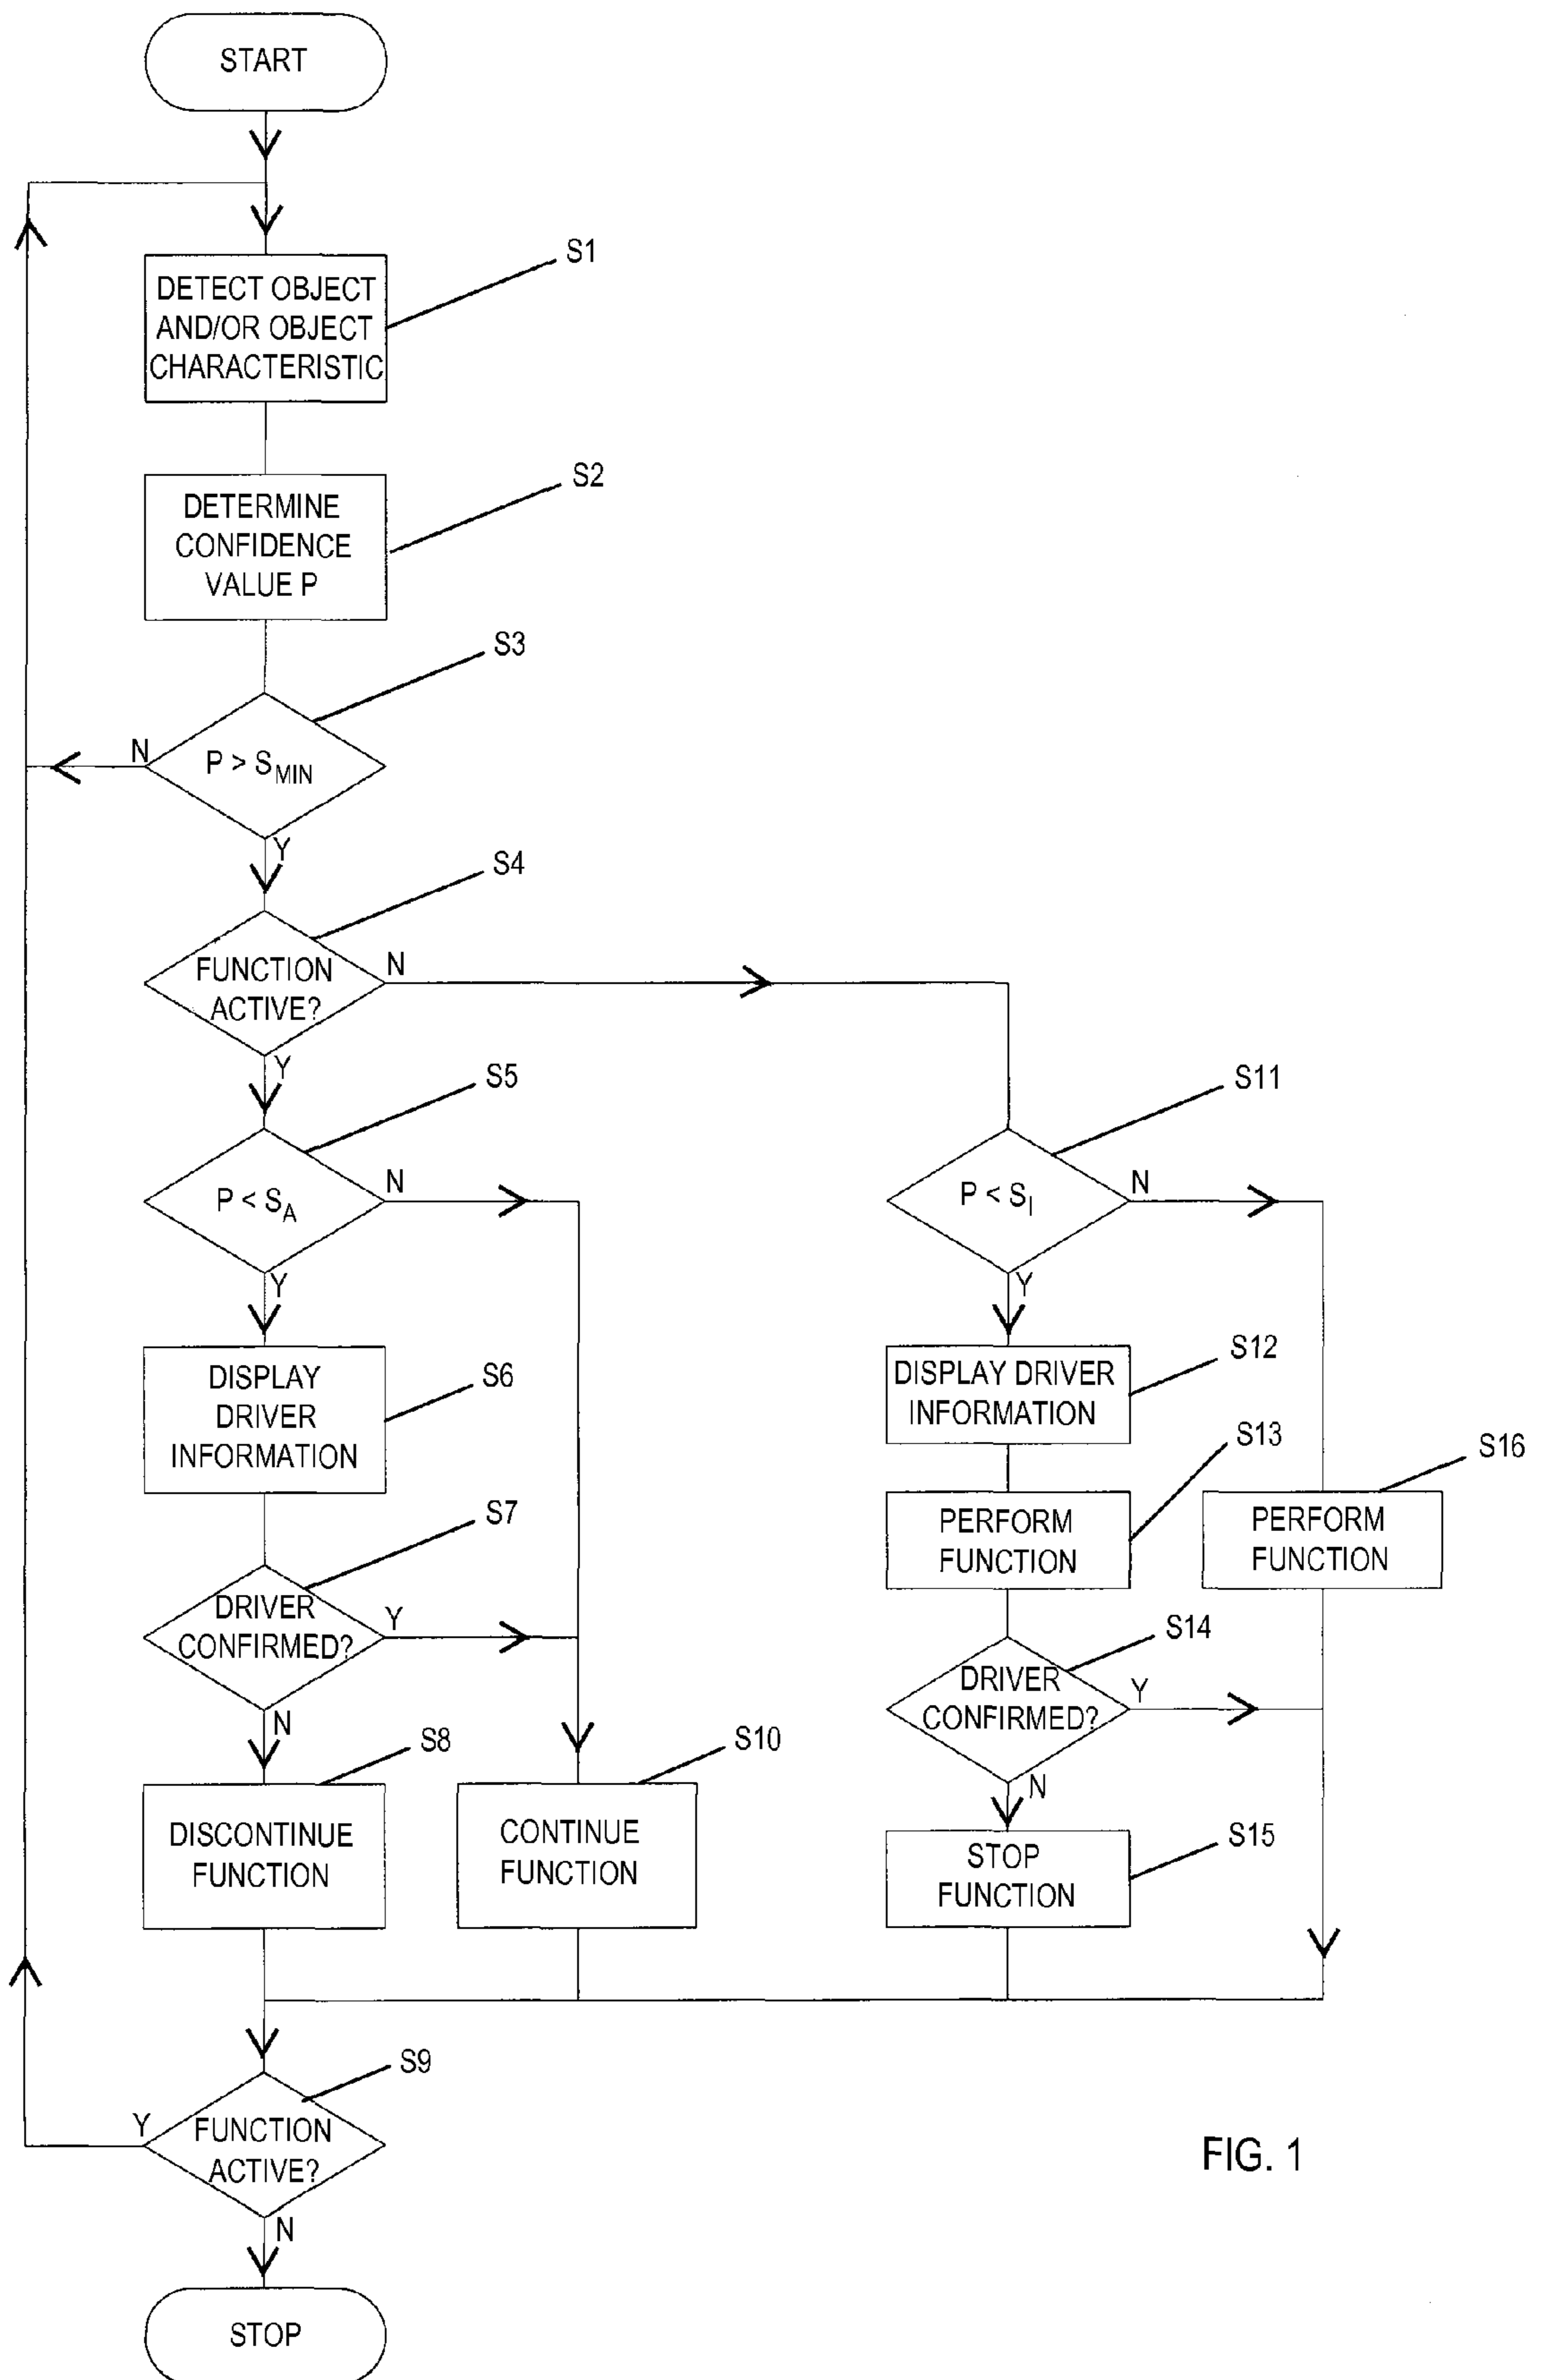 START
S1
DETECT OBJECT
AND/OR OBJECT
CHARACTERISTIC
S2
DETERMINE
CONFIDENCE
VALUE P
S3
N
P > SMIN
Y
S4
FUNCTION
ACTIVE?
N
Y
S5
P < SA
N
Y
S11
P < SI
N
Y
S6
DISPLAY
DRIVER
INFORMATION
S12
DISPLAY DRIVER
INFORMATION
S13
PERFORM
FUNCTION
S16
PERFORM
FUNCTION
S7
DRIVER
CONFIRMED?
Y
N
S14
DRIVER
CONFIRMED?
Y
N
S8
DISCONTINUE
FUNCTION
S10
CONTINUE
FUNCTION
S15
STOP
FUNCTION
S9
Y
FUNCTION
ACTIVE?
N
STOP
FIG. 1